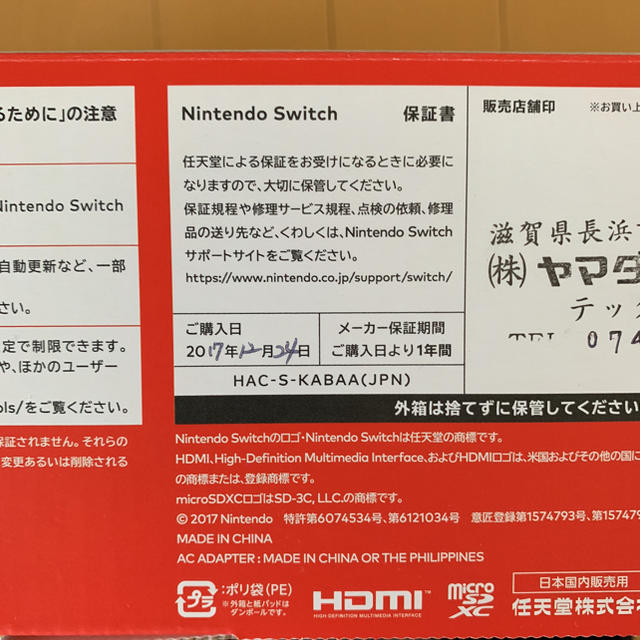 るために」の注意
Nintendo Switch
自動更新など、一部
さい。
定で制限できます。
や、ほかのユーザー
ols/をご覧ください。
保証されません。それらの
変更あるいは削除される
Nintendo Switch 保証書
任天堂による保証をお受けになるときに必要に
なりますので、大切に保管してください。
保証規程や修理サービス規程、点検の依頼、修理
品の送り先など、くわしくは、Nintendo Switch
サポートサイトをご覧ください。
https://www.nintendo.co.jp/support/switch/
ご購入日
2017年12月24日
メーカー保証期間
ご購入日より1年間
HAC-S-KABAA(JPN)
販売店舗印 ※お買い上
滋賀県長浜
(株)ヤマダ
テッ
TEL 074
外箱は捨てずに保管してください
Nintendo Switchのロゴ・Nintendo Switchは任天堂の商標です。
HDMI、High-Definition Multimedia Interface、およびHDMIロゴは、米国およびその他の国に
の商標または、登録商標です。
microSDXCロゴはSD-3C, LLC.の商標です。
© 2017 Nintendo 特許第6074534号、第6121034号 意匠登録第1574793号、第15747
MADE IN CHINA
AC ADAPTER : MADE IN CHINA OR THE PHILIPPINES
プラ
:ポリ袋(PE)
※外箱と紙パッドは
ダンボールです。
HDMI
HIGH-DEFINITION MULTIMEDIA INTERFACE
micro SD XC
日本国内販売用
任天堂株式会